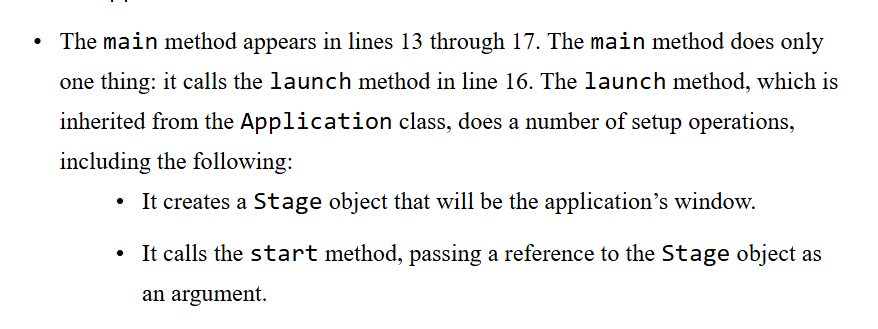 • The main method appears in lines 13 through 17. The main method does only
one thing: it calls the launch method in line 16. The launch method, which is
inherited from the Application class, does a number of setup operations,
including the following:
• It creates a Stage object that will be the application’s window.
• It calls the start method, passing a reference to the Stage object as
an argument.